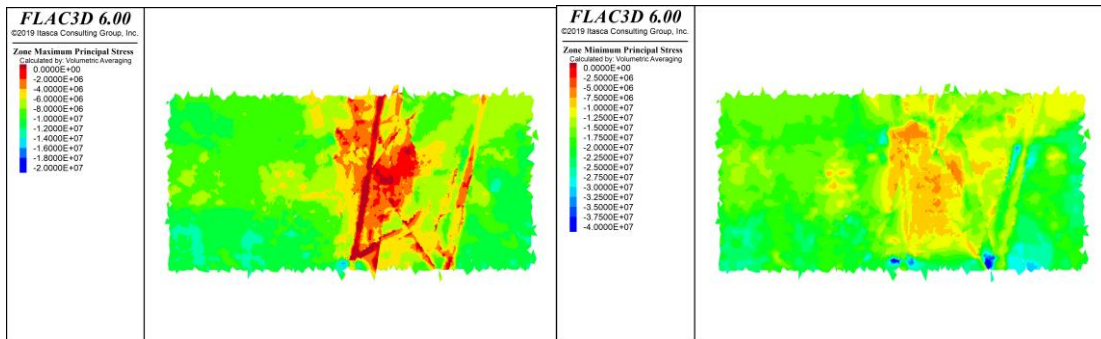 FLAC3D 6.00
©2019 Itasca Consulting Group, Inc.
Zone Maximum Principal Stress
Calculated by: Volumetric Averaging
0.0000E+00
-2.0000E+06
-4.0000E+06
-6.0000E+06
-8.0000E+06
-1.0000E+07
-1.2000E+07
-1.4000E+07
-1.6000E+07
-1.8000E+07
-2.0000E+07
FLAC3D 6.00
©2019 Itasca Consulting Group, Inc.
Zone Minimum Principal Stress
Calculated by: Volumetric Averaging
0.0000E+00
-2.5000E+06
-5.0000E+06
-7.5000E+06
-1.0000E+07
-1.2500E+07
-1.5000E+07
-1.7500E+07
-2.0000E+07
-2.2500E+07
-2.5000E+07
-2.7500E+07
-3.0000E+07
-3.2500E+07
-3.5000E+07
-3.7500E+07
-4.0000E+07